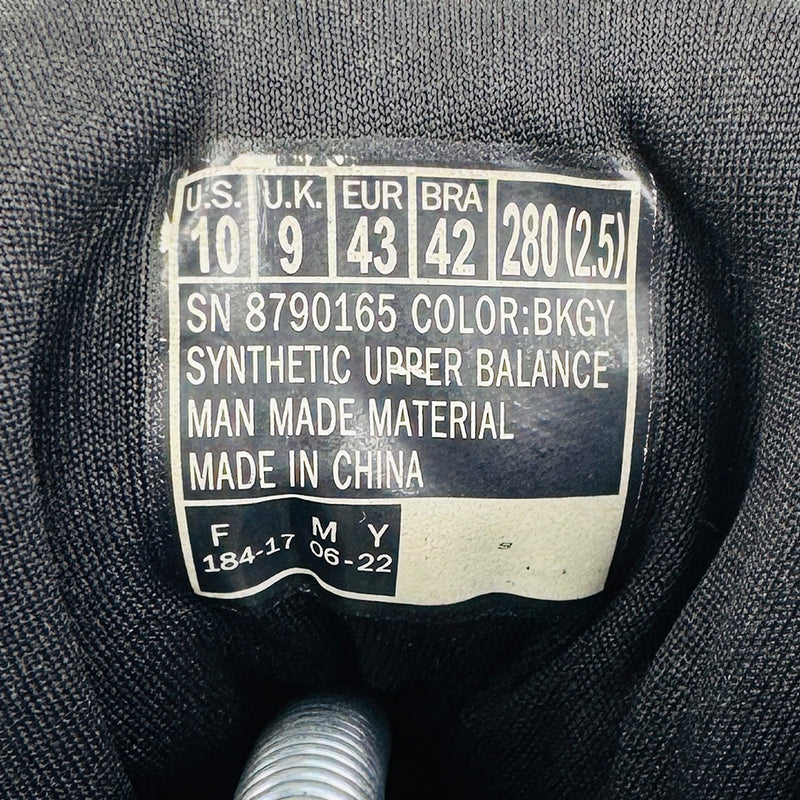 U.S. U.K. EUR BRA
10 9 43 42 280(2.5)
SN 8790165 COLOR:BKGY
SYNTHETIC UPPER BALANCE
MAN MADE MATERIAL
MADE IN CHINA
F M Y
184-17 06-22